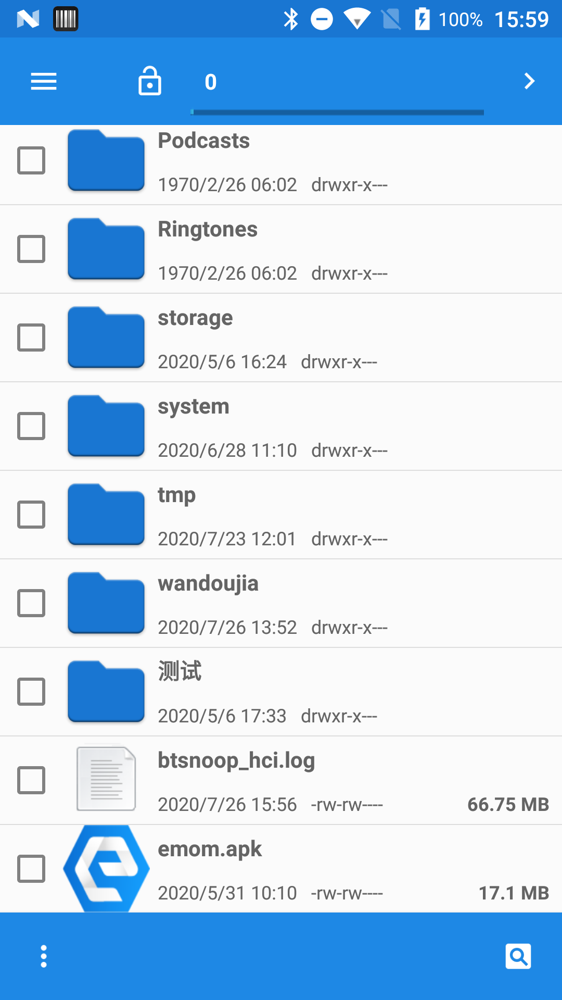 100% 15:59
0
Podcasts
1970/2/26 06:02 drwxr-x---
Ringtones
1970/2/26 06:02 drwxr-x---
storage
2020/5/6 16:24 drwxr-x---
system
2020/6/28 11:10 drwxr-x---
tmp
2020/7/23 12:01 drwxr-x---
wandoujia
2020/7/26 13:52 drwxr-x---
测试
2020/5/6 17:33 drwxr-x---
btsnoop_hci.log
2020/7/26 15:56 -rw-rw---- 66.75 MB
emom.apk
2020/5/31 10:10 -rw-rw---- 17.1 MB